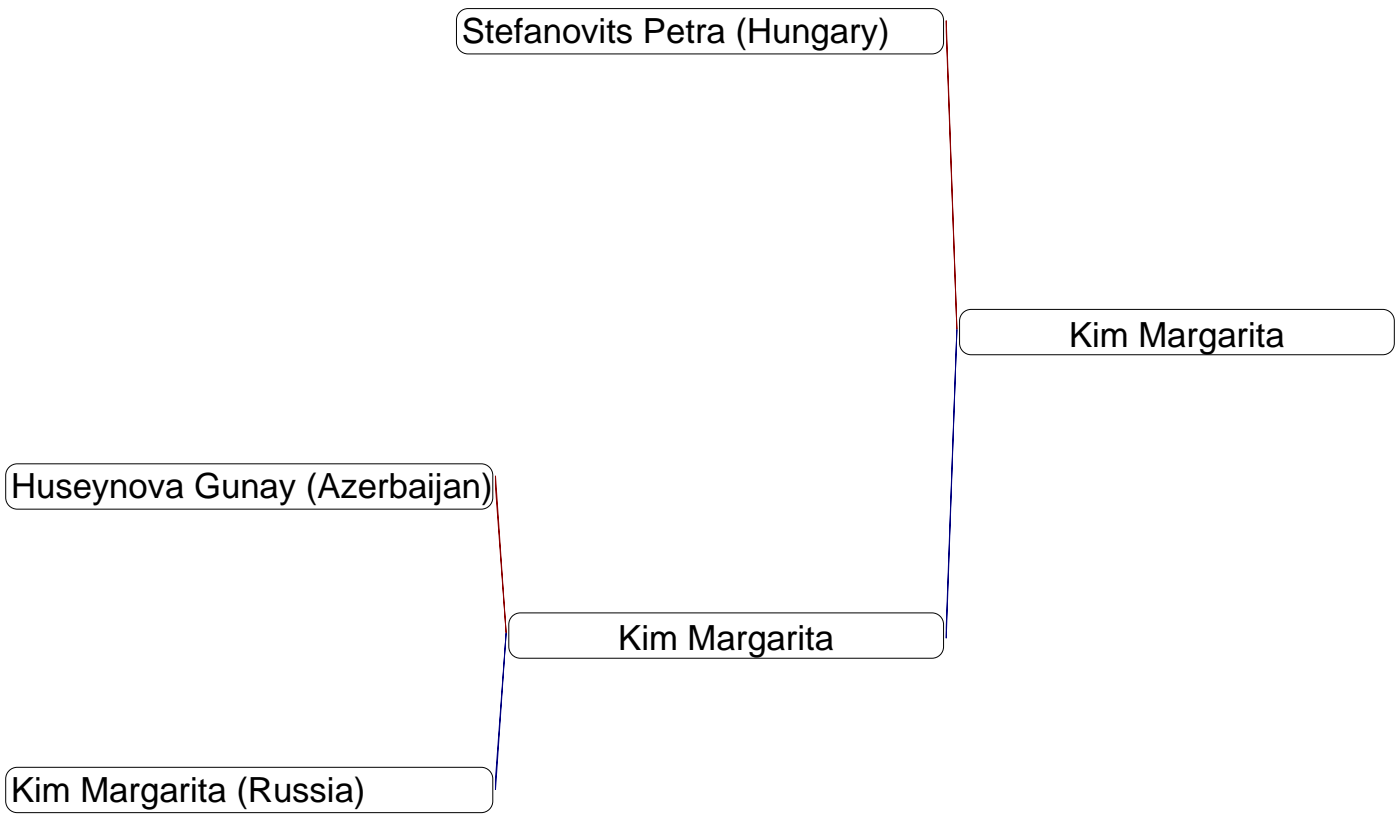 Stefanovits Petra (Hungary)
Kim Margarita
Huseynova Gunay (Azerbaijan)
Kim Margarita
Kim Margarita (Russia)